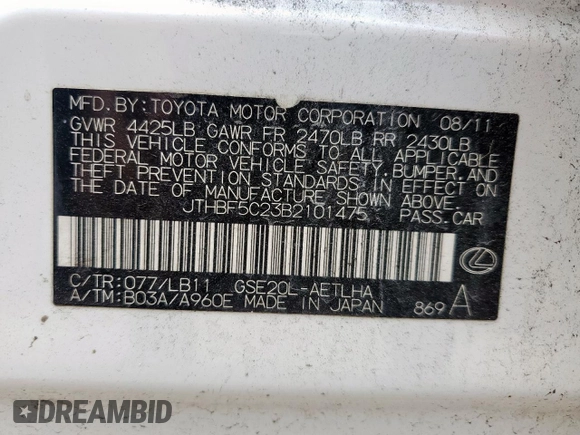 MFD. BY: TOYOTA MOTOR CORPORATION 08/11
GVWR 4425LB GAWR FR 2470LB RR 2430LB
THIS VEHICLE CONFORMS TO ALL APPLICABLE
FEDERAL MOTOR VEHICLE SAFETY, BUMPER, AND
THEFT PREVENTION STANDARDS IN EFFECT ON
THE DATE OF MANUFACTURE SHOWN ABOVE.
JTHBF5C23B2101475 PASS. CAR
C/TR: 077/LB11 GSE20L-AETLHA
A/TM: B03A/A960E MADE IN JAPAN 869 A
DREAMBID